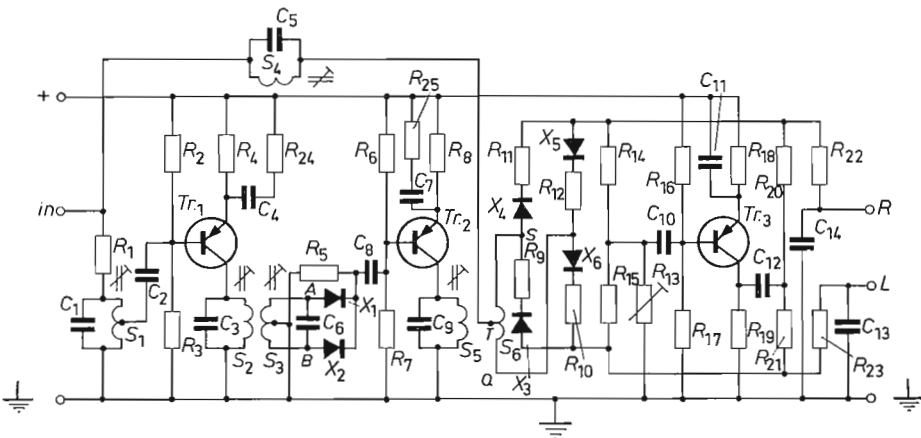 C5
S4
R25
C11
+
R2
R4
R24
R6
R8
R11
X5
R14
R16
R18
R20
R22
C4
C7
R12
in
Tr.1
Tr.2
X4
S
C10
Tr.3
R
R1
C2
R5
C8
R9
X6
R15
R13
C12
C14
L
A
X1
C1
S1
C3
S2
S3
C6
C9
S5
T
S6
C13
R3
B
X2
R7
Q
X3
R10
R17
R19
R21
R23